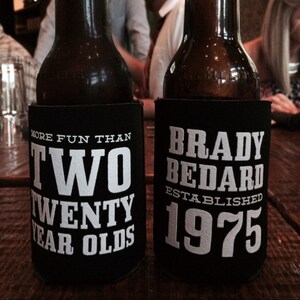 MORE FUN THAN
TWO
TWENTY
YEAR OLDS
BRADY
BEDARD
ESTABLISHED
1975